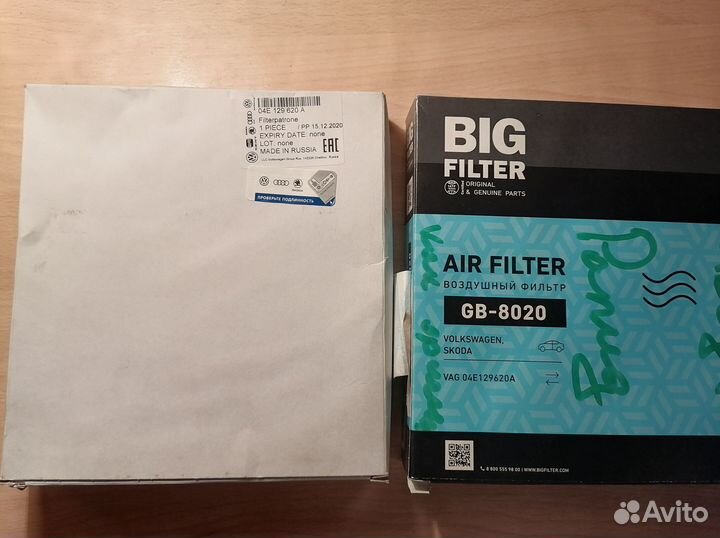 04E 129 620 A
Filterpatrone
1 PIECE / PP 15.12.2020
EXPIRY DATE: none
LOT: none
MADE IN RUSSIA
EAC
ПРОВЕРЬТЕ ПОДЛИННОСТЬ
BIG
FILTER
ORIGINAL
& GENUINE PARTS
AIR FILTER
ВОЗДУШНЫЙ ФИЛЬТР
GB-8020
VOLKSWAGEN,
SKODA
VAG 04E129620A
8 800 555 98 00 | WWW.BIGFILTER.COM
Avito